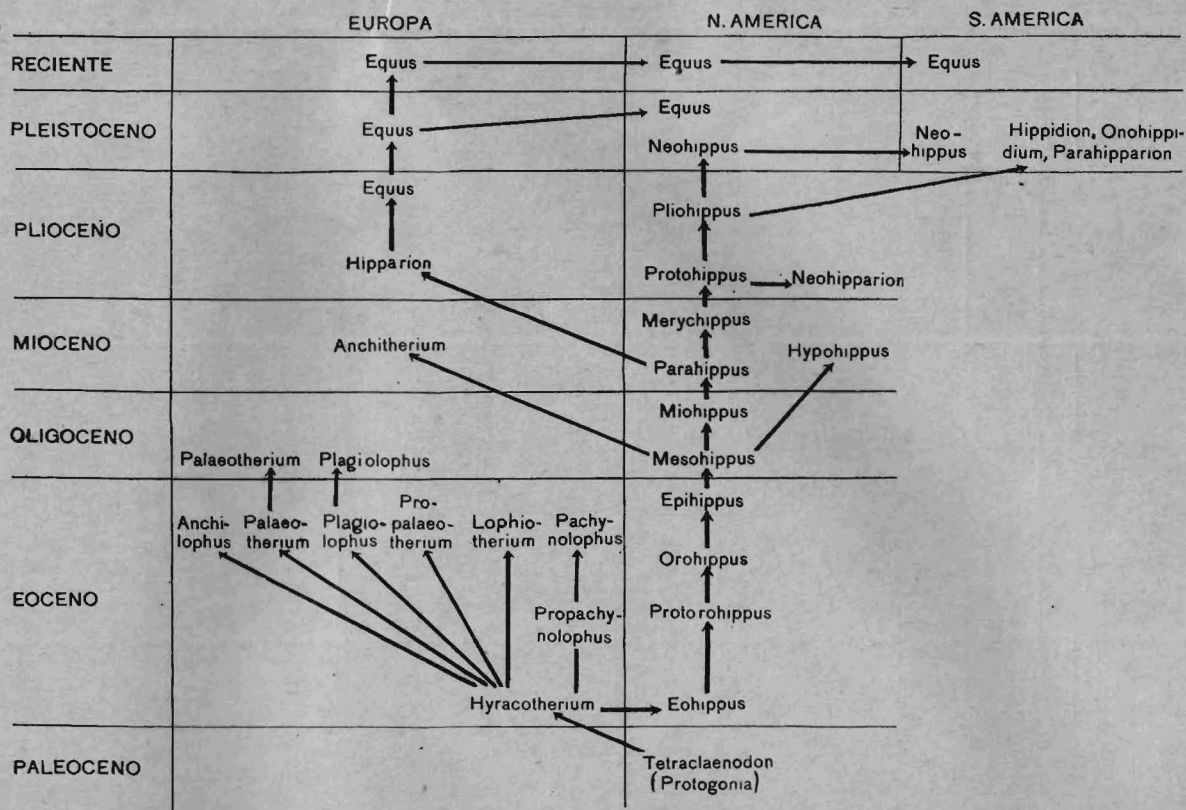 EUROPA
N. AMERICA
S. AMERICA
RECIENTE
Equus
Equus
Equus
PLEISTOCENO
Equus
Equus
Neohippus
Neo-
hippus
Hippidion, Onohippi-
dium, Parahipparion
PLIOCENO
Equus
Pliohippus
Hipparion
Protohippus
Neohipparion
MIOCENO
Merychippus
Anchitherium
Hypohippus
Parahippus
OLIGOCENO
Miohippus
Palaeotherium
Plagiolophus
Mesohippus
EOCENO
Epihippus
Anchi-
lophus
Palaeo-
therium
Plagio-
lophus
Pro-
palaeo-
therium
Lophio-
therium
Pachy-
nolophus
Orohippus
Propachy-
nolophus
Protorohippus
Hyracotherium
Eohippus
PALEOCENO
Tetraclaenodon
(Protogonia)